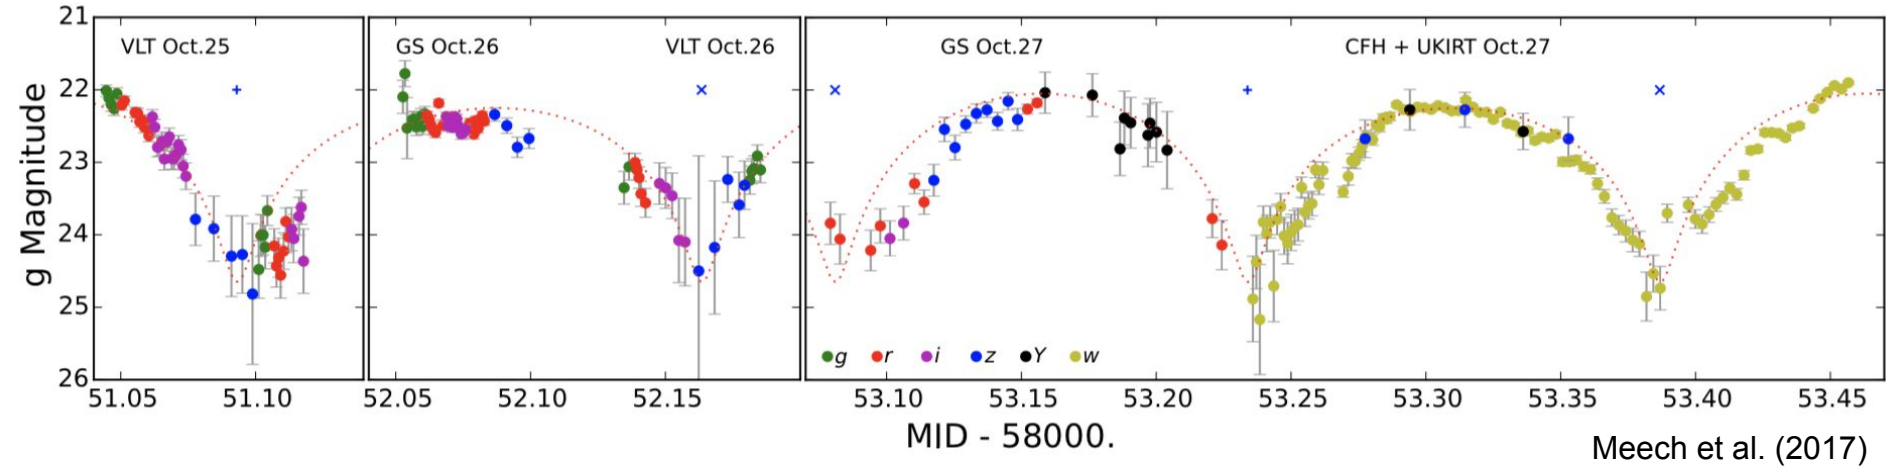 21
22
23
24
25
26
g Magnitude
VLT Oct.25
GS Oct.26
VLT Oct.26
GS Oct.27
CFH + UKIRT Oct.27
g r i z Y w
51.05 51.10 52.05 52.10 52.15 53.10 53.15 53.20 53.25 53.30 53.35 53.40 53.45
MJD - 58000.
Meech et al. (2017)